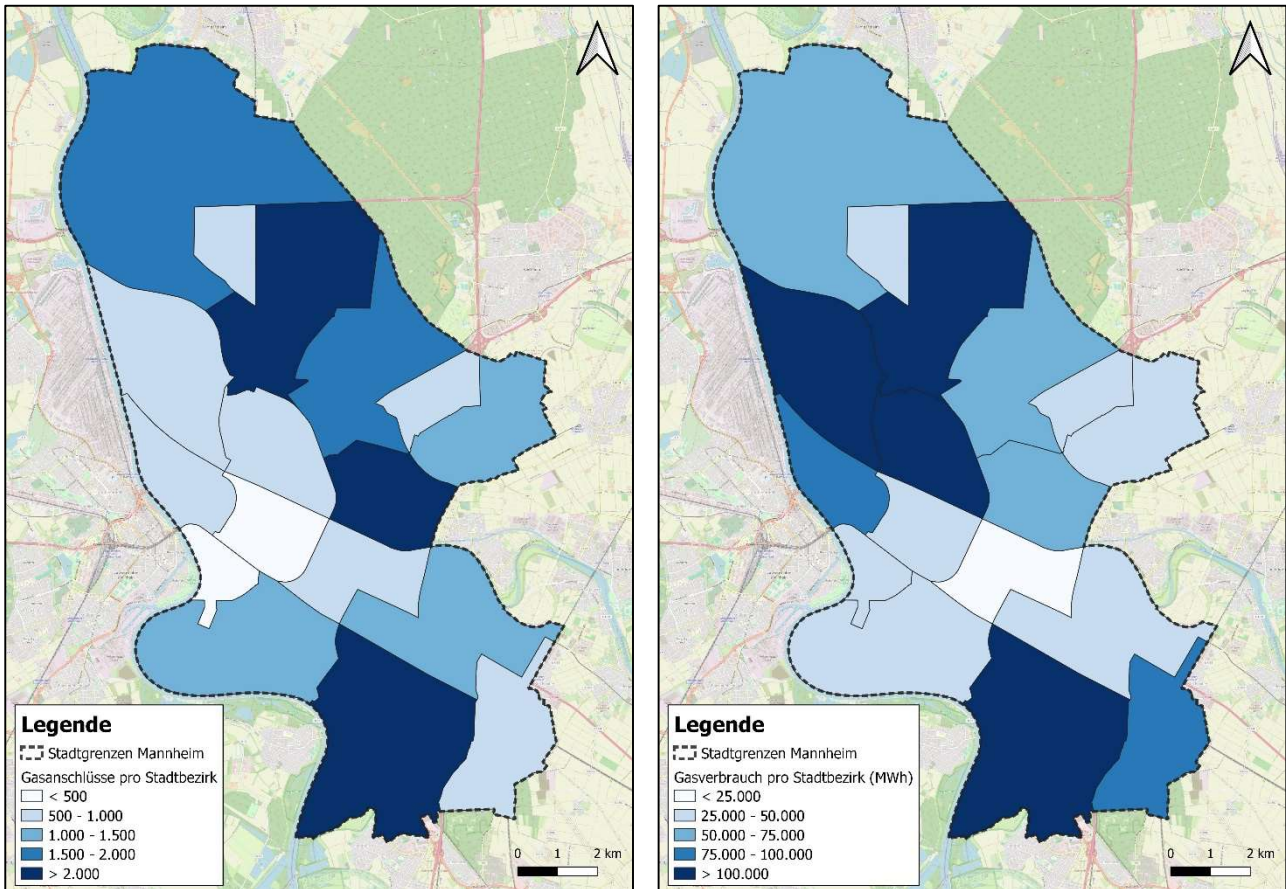 Legende
Stadtgrenzen Mannheim
Gasanschlüsse pro Stadtbezirk
< 500
500 - 1.000
1.000 - 1.500
1.500 - 2.000
> 2.000
0 1 2 km
Legende
Stadtgrenzen Mannheim
Gasverbrauch pro Stadtbezirk (MWh)
< 25.000
25.000 - 50.000
50.000 - 75.000
75.000 - 100.000
> 100.000
0 1 2 km